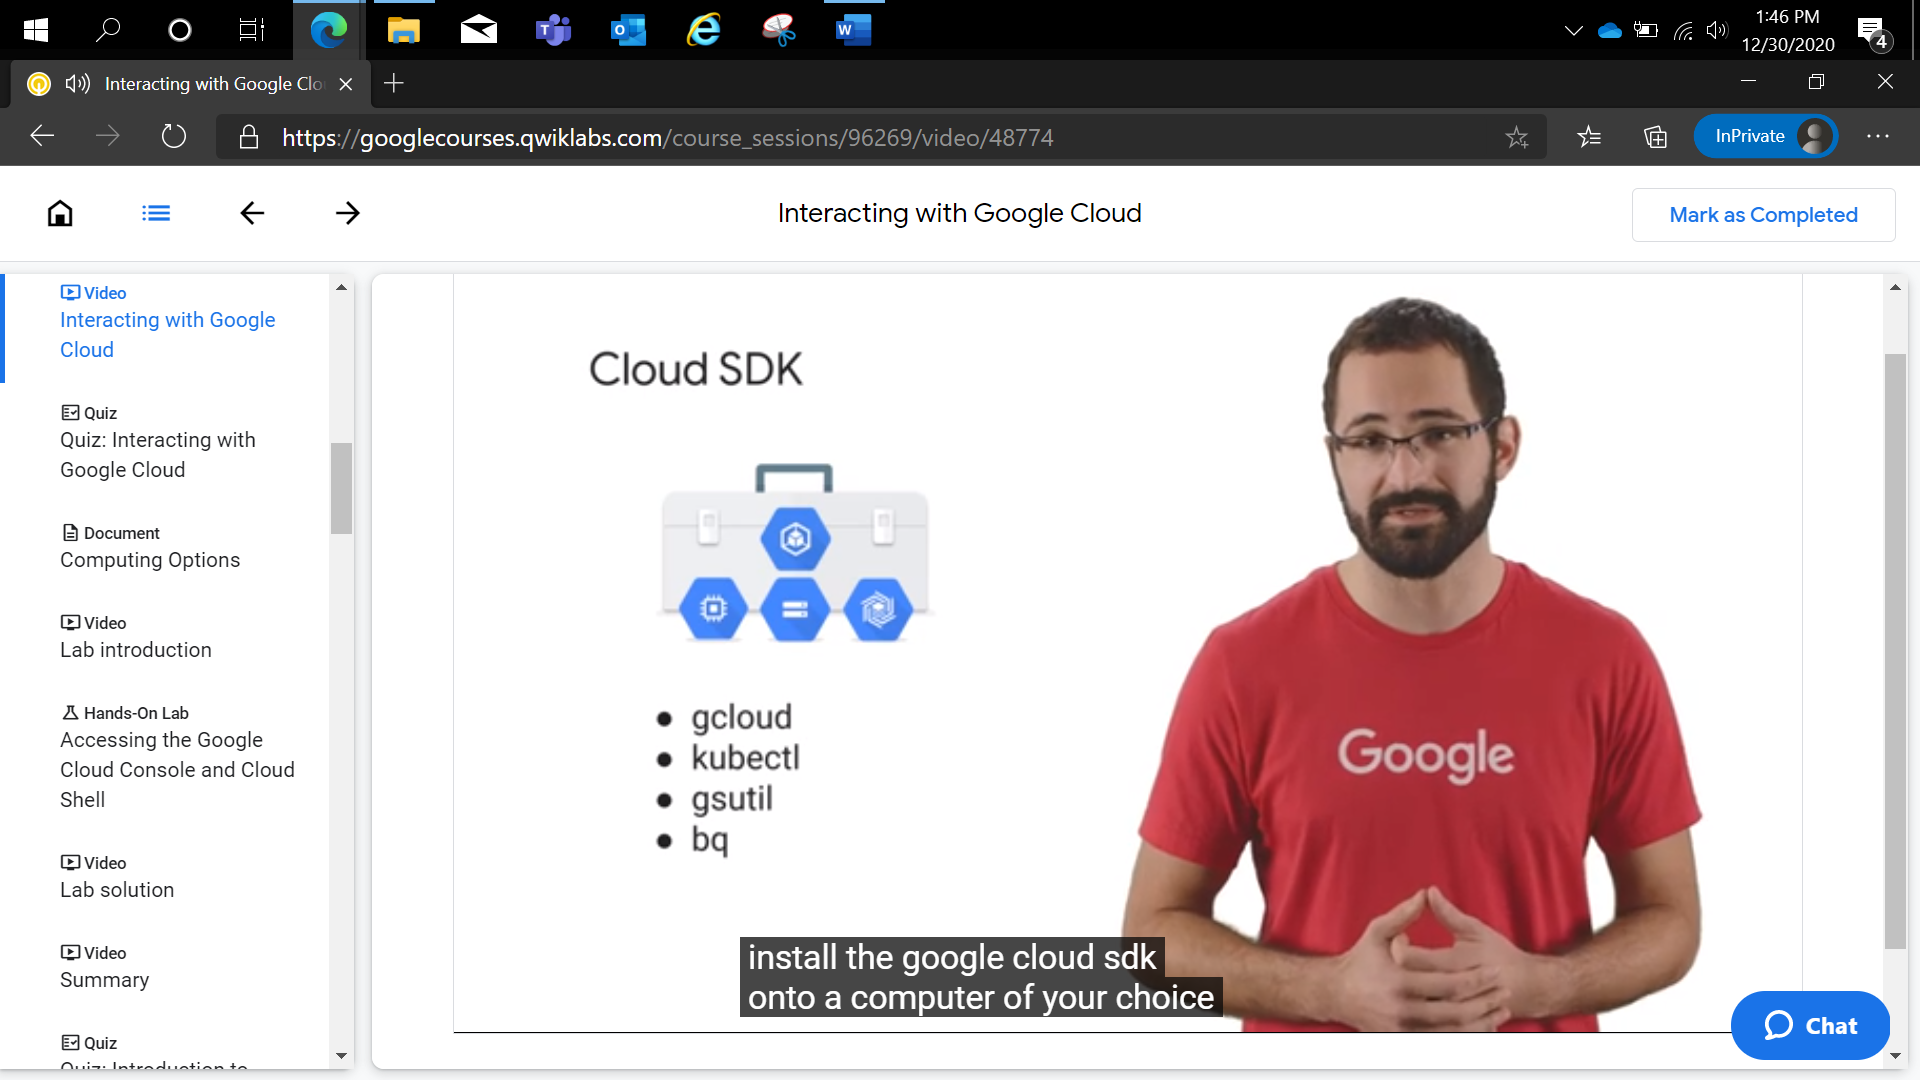 1:46 PM
12/30/2020
4
Interacting with Google Clo
https://googlecourses.qwiklabs.com/course_sessions/96269/video/48774
InPrivate
Interacting with Google Cloud
Mark as Completed
Video
Interacting with Google
Cloud
Quiz
Quiz: Interacting with
Google Cloud
Document
Computing Options
Video
Lab introduction
Hands-On Lab
Accessing the Google
Cloud Console and Cloud
Shell
Video
Lab solution
Video
Summary
Quiz
Quiz: Introduction to
Cloud SDK
• gcloud
• kubectl
• gsutil
• bq
Google
install the google cloud sdk
onto a computer of your choice
Chat